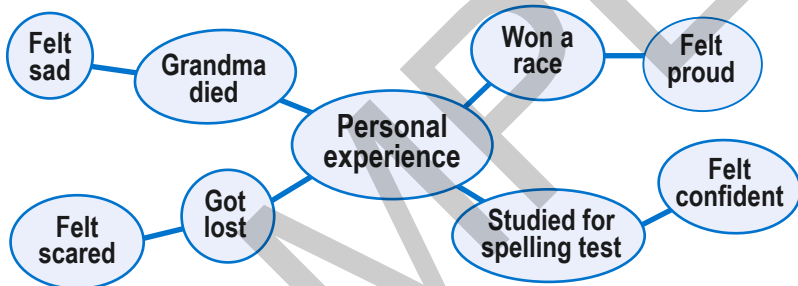 Felt
sad
Grandma
died
Won a
race
Felt
proud
Personal
experience
Felt
scared
Got
lost
Studied for
spelling test
Felt
confident